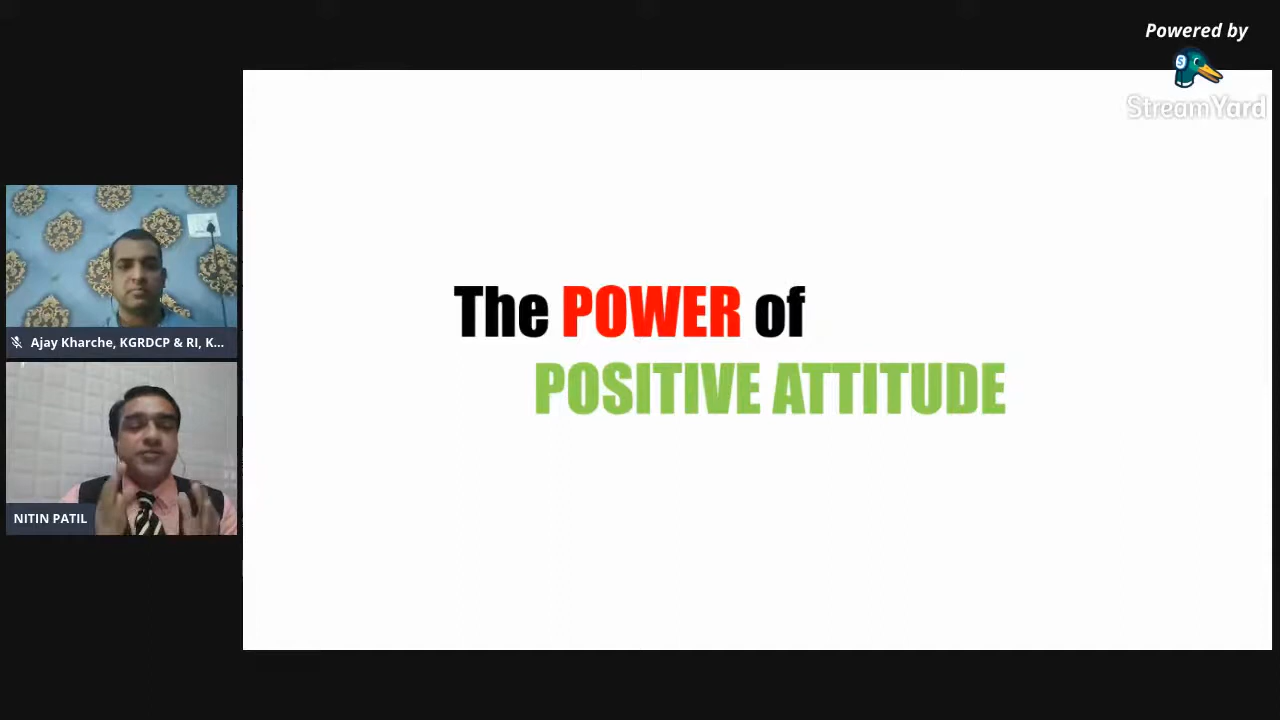 Powered by
StreamYard
The POWER of
POSITIVE ATTITUDE
Ajay Kharche, KGRDCP & RI, K...
NITIN PATIL